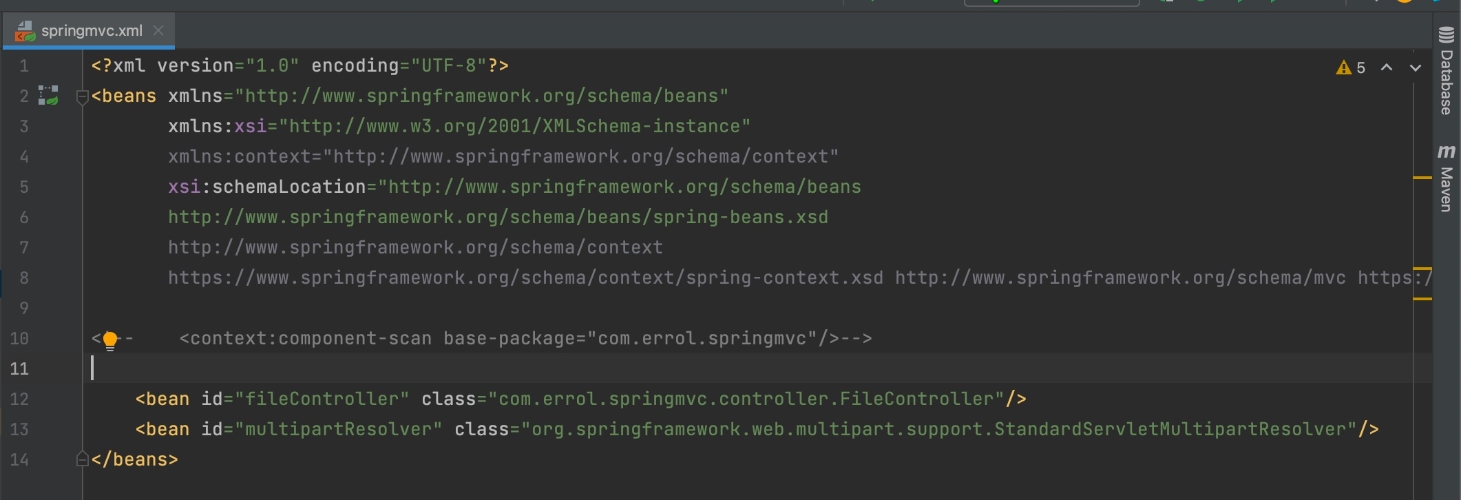 springmvc.xml
1 <?xml version="1.0" encoding="UTF-8"?>
5
2 <beans xmlns="http://www.springframework.org/schema/beans"
3 xmlns:xsi="http://www.w3.org/2001/XMLSchema-instance"
4 xmlns:context="http://www.springframework.org/schema/context"
5 xsi:schemaLocation="http://www.springframework.org/schema/beans
6 http://www.springframework.org/schema/beans/spring-beans.xsd
7 http://www.springframework.org/schema/context
8 https://www.springframework.org/schema/context/spring-context.xsd http://www.springframework.org/schema/mvc https:/
9
10 <!-- <context:component-scan base-package="com.errol.springmvc"/>-->
11
12 <bean id="fileController" class="com.errol.springmvc.controller.FileController"/>
13 <bean id="multipartResolver" class="org.springframework.web.multipart.support.StandardServletMultipartResolver"/>
14 </beans>
Database
m Maven